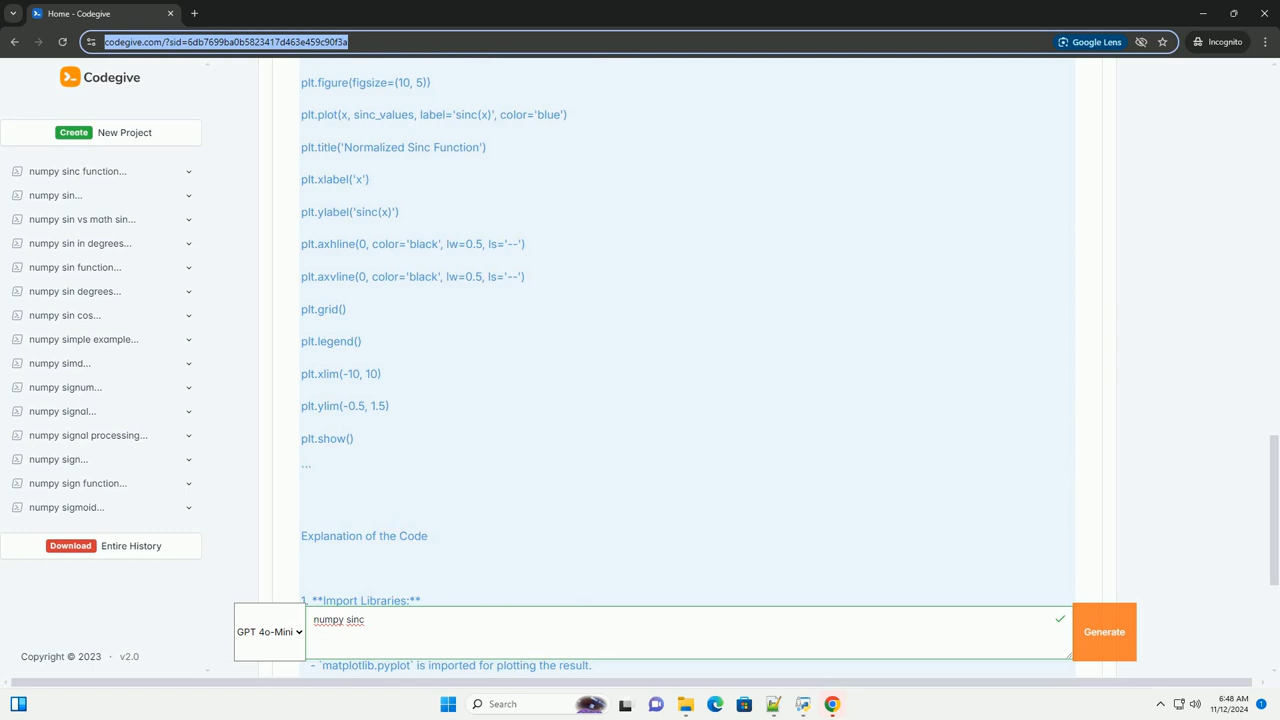 Home - Codegive
codegive.com/?sid=6db7699ba0b5823417d463e459c90f3a
Google Lens
Incognito
Codegive
Create New Project
numpy sinc function...
numpy sin...
numpy sin vs math sin...
numpy sin in degrees...
numpy sin function...
numpy sin degrees...
numpy sin cos...
numpy simple example...
numpy simd...
numpy signum...
numpy signal...
numpy signal processing...
numpy sign...
numpy sign function...
numpy sigmoid...
Download Entire History
Copyright © 2023 · v2.0
plt.figure(figsize=(10, 5))
plt.plot(x, sinc_values, label='sinc(x)', color='blue')
plt.title('Normalized Sinc Function')
plt.xlabel('x')
plt.ylabel('sinc(x)')
plt.axhline(0, color='black', lw=0.5, ls='--')
plt.axvline(0, color='black', lw=0.5, ls='--')
plt.grid()
plt.legend()
plt.xlim(-10, 10)
plt.ylim(-0.5, 1.5)
plt.show()
...
Explanation of the Code
1. **Import Libraries:**
GPT 4o-Mini
numpy sinc
Generate
- `matplotlib.pyplot` is imported for plotting the result.
Search
6:48 AM
11/12/2024
1